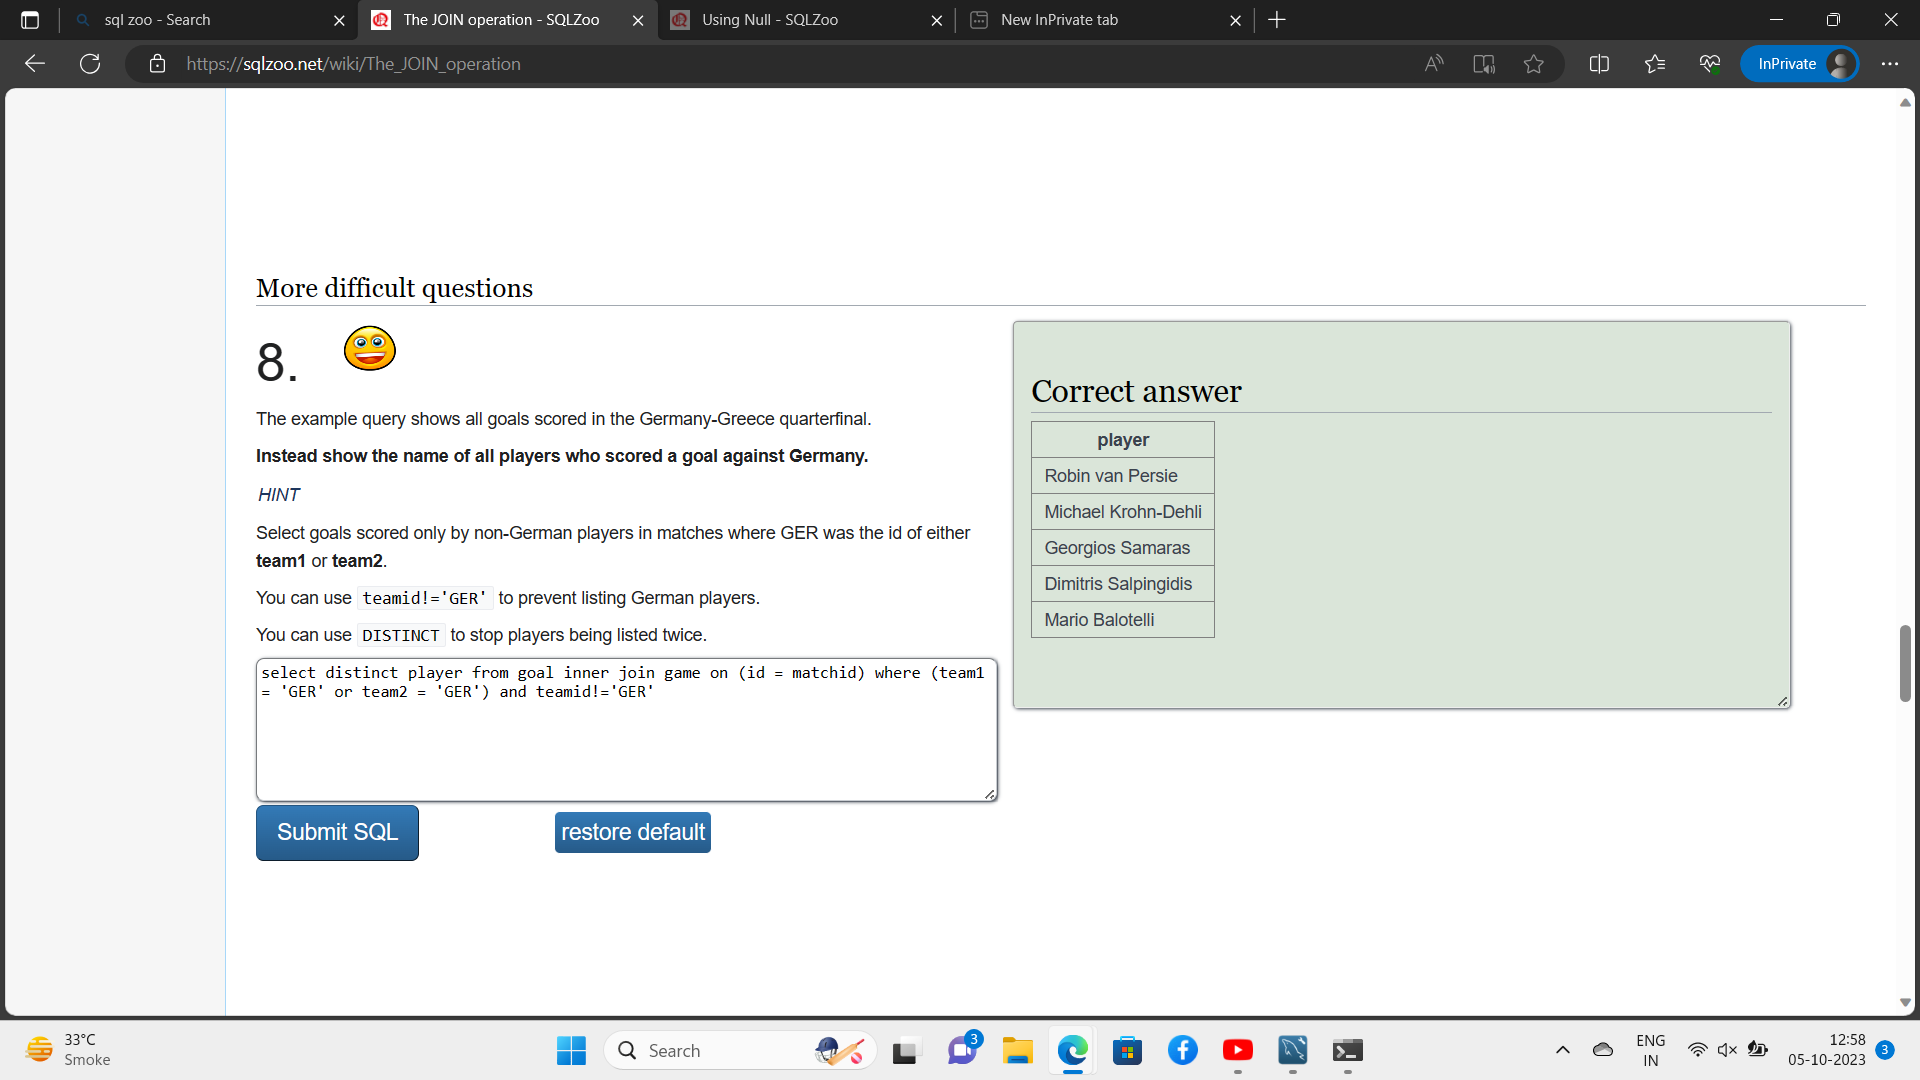 sql zoo - Search
The JOIN operation - SQLZoo
Using Null - SQLZoo
New InPrivate tab
https://sqlzoo.net/wiki/The_JOIN_operation
InPrivate
More difficult questions
8.
The example query shows all goals scored in the Germany-Greece quarterfinal.
Instead show the name of all players who scored a goal against Germany.
HINT
Select goals scored only by non-German players in matches where GER was the id of either
team1 or team2.
You can use teamid!='GER' to prevent listing German players.
You can use DISTINCT to stop players being listed twice.
select distinct player from goal inner join game on (id = matchid) where (team1
= 'GER' or team2 = 'GER') and teamid!='GER'
Submit SQL
restore default
Correct answer
player
Robin van Persie
Michael Krohn-Dehli
Georgios Samaras
Dimitris Salpingidis
Mario Balotelli
33°C
Smoke
Search
3
ENG
IN
12:58
05-10-2023
3